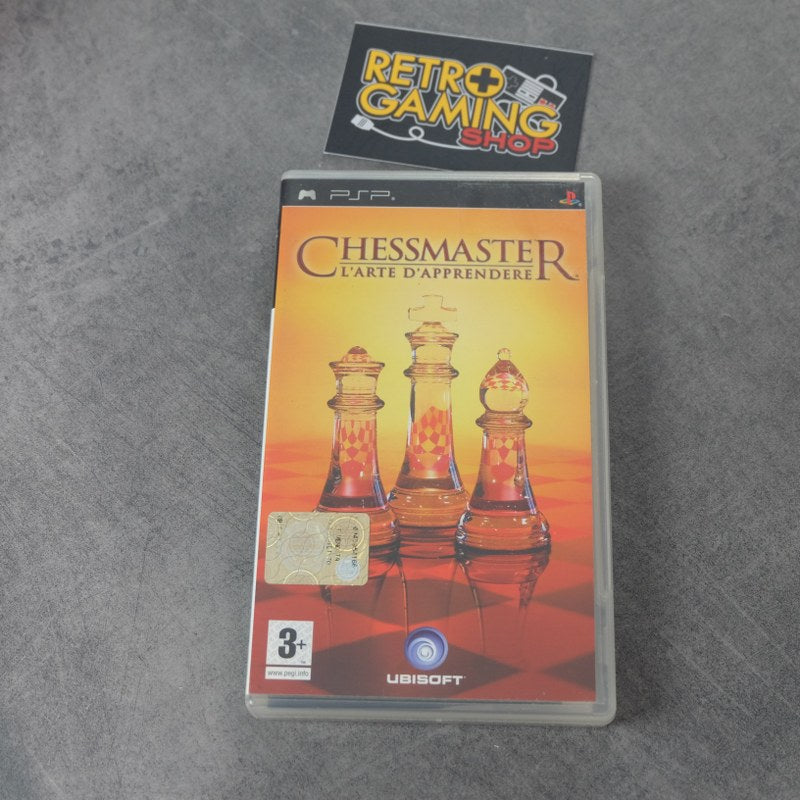 RETRO
GAMING
SHOP
PSP
CHESSMASTER
L'ARTE D'APPRENDERE
3+
www.pegi.info
UBISOFT